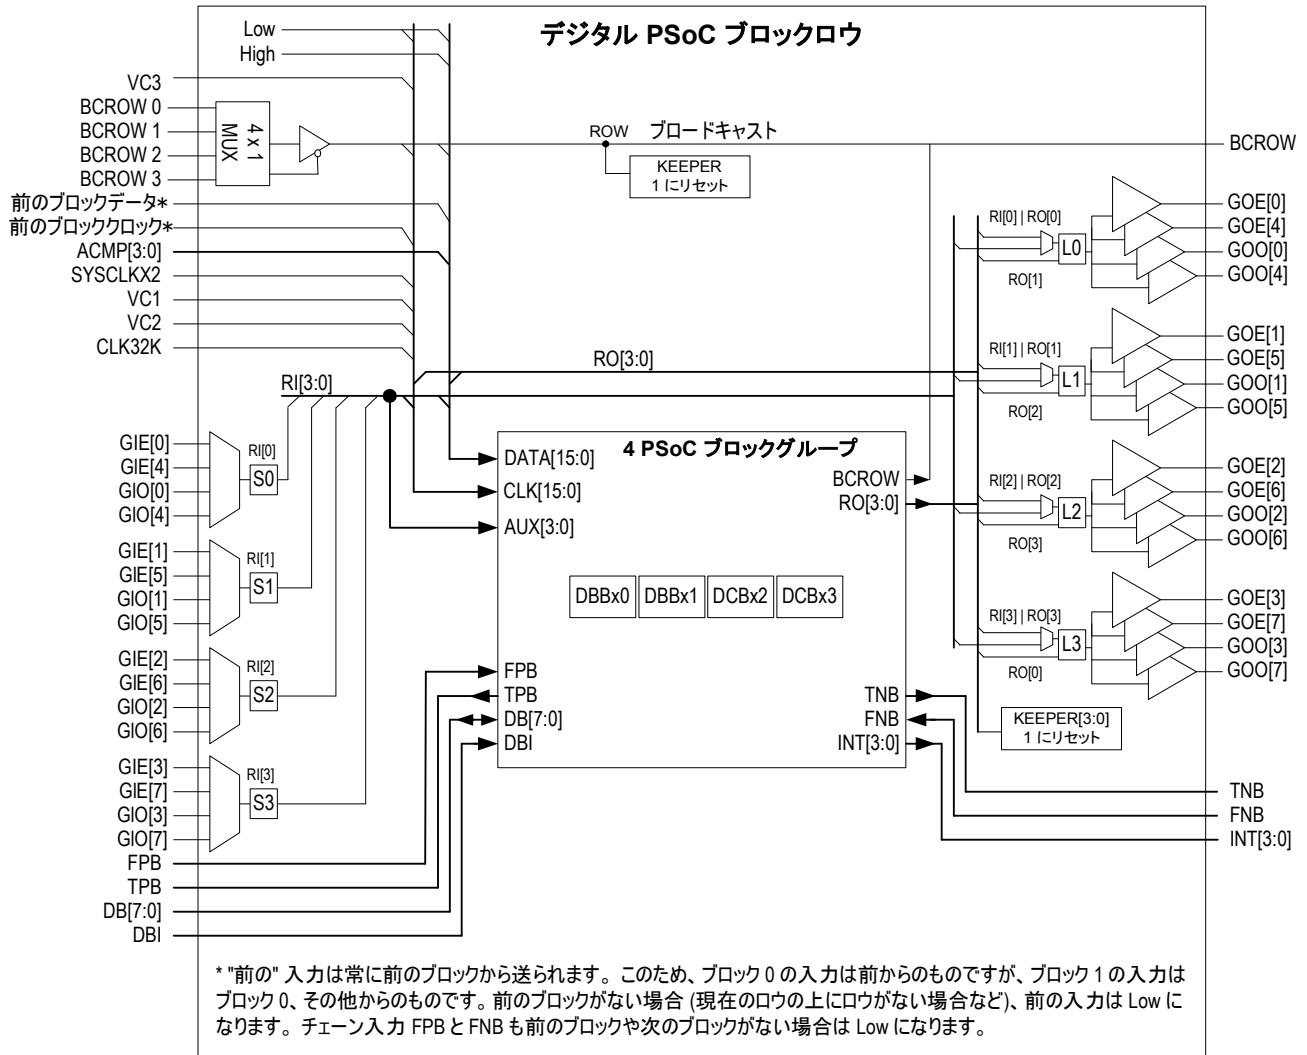 デジタル PSoC ブロックロウ
Low
High
VC3
BCROW 0
BCROW 1
BCROW 2
BCROW 3
4 x 1
MUX
ROW ブロードキャスト
KEEPER
1 にリセット
BCROW
前のブロックデータ*
前のブロッククロック*
ACMP[3:0]
SYSCLKX2
VC1
VC2
CLK32K
RI[3:0]
RO[3:0]
RI[0] | RO[0]
L0
RO[1]
GOE[0]
GOE[4]
GOO[0]
GOO[4]
RI[1] | RO[1]
L1
RO[2]
GOE[1]
GOE[5]
GOO[1]
GOO[5]
RI[2] | RO[2]
L2
RO[3]
GOE[2]
GOE[6]
GOO[2]
GOO[6]
RI[3] | RO[3]
L3
RO[0]
GOE[3]
GOE[7]
GOO[3]
GOO[7]
KEEPER[3:0]
1 にリセット
GIE[0]
GIE[4]
GIO[0]
GIO[4]
RI[0]
S0
GIE[1]
GIE[5]
GIO[1]
GIO[5]
RI[1]
S1
GIE[2]
GIE[6]
GIO[2]
GIO[6]
RI[2]
S2
GIE[3]
GIE[7]
GIO[3]
GIO[7]
RI[3]
S3
4 PSoC ブロックグループ
DATA[15:0]
CLK[15:0]
AUX[3:0]
BCROW
RO[3:0]
DBBx0
DBBx1
DCBx2
DCBx3
FPB
TPB
DB[7:0]
DBI
TNB
FNB
INT[3:0]
FPB
TPB
DB[7:0]
DBI
TNB
FNB
INT[3:0]
* "前の" 入力は常に前のブロックから送られます。このため、ブロック 0 の入力は前からのものですが、ブロック 1 の入力は
ブロック 0、その他からのものです。前のブロックがない場合 (現在のロウの上にロウがない場合など)、前の入力は Low に
なります。チェーン入力 FPB と FNB も前のブロックや次のブロックがない場合は Low になります。